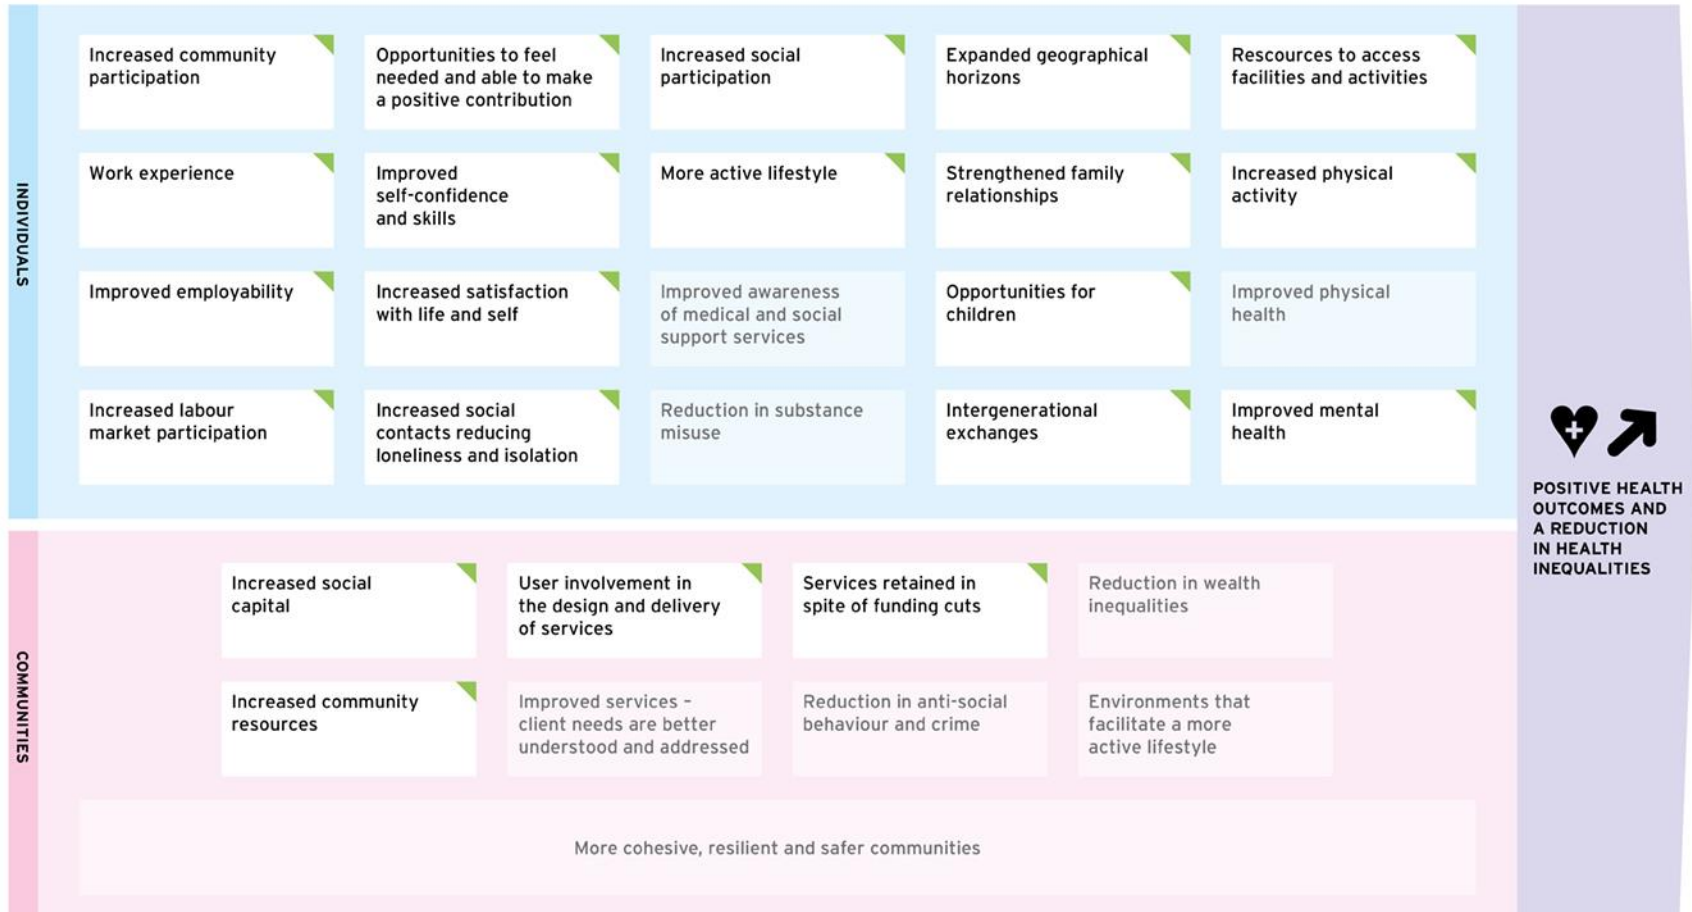 INDIVIDUALS
Increased community
participation
Opportunities to feel
needed and able to make
a positive contribution
Increased social
participation
Expanded geographical
horizons
Rescources to access
facilities and activities
Work experience
Improved
self-confidence
and skills
More active lifestyle
Strengthened family
relationships
Increased physical
activity
Improved employability
Increased satisfaction
with life and self
Improved awareness
of medical and social
support services
Opportunities for
children
Improved physical
health
Increased labour
market participation
Increased social
contacts reducing
loneliness and isolation
Reduction in substance
misuse
Intergenerational
exchanges
Improved mental
health
COMMUNITIES
Increased social
capital
User involvement in
the design and delivery
of services
Services retained in
spite of funding cuts
Reduction in wealth
inequalities
Increased community
resources
Improved services –
client needs are better
understood and addressed
Reduction in anti-social
behaviour and crime
Environments that
facilitate a more
active lifestyle
More cohesive, resilient and safer communities
POSITIVE HEALTH
OUTCOMES AND
A REDUCTION
IN HEALTH
INEQUALITIES